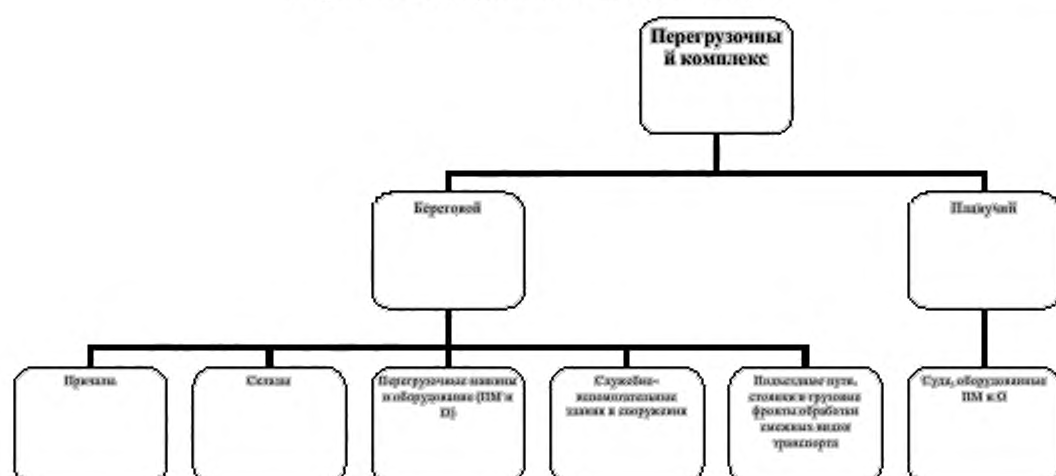 Перегрузочны
й комплекс
Береговой
Плавучий
Причалы
Склады
Перегрузочные машины
и оборудование (ПМ и
О)
Служебно-
вспомогательные
здания и сооружения
Подъездные пути,
стоянки и грузовые
фронты обработки
смежных видов
транспорта
Суда, оборудованные
ПМ и О